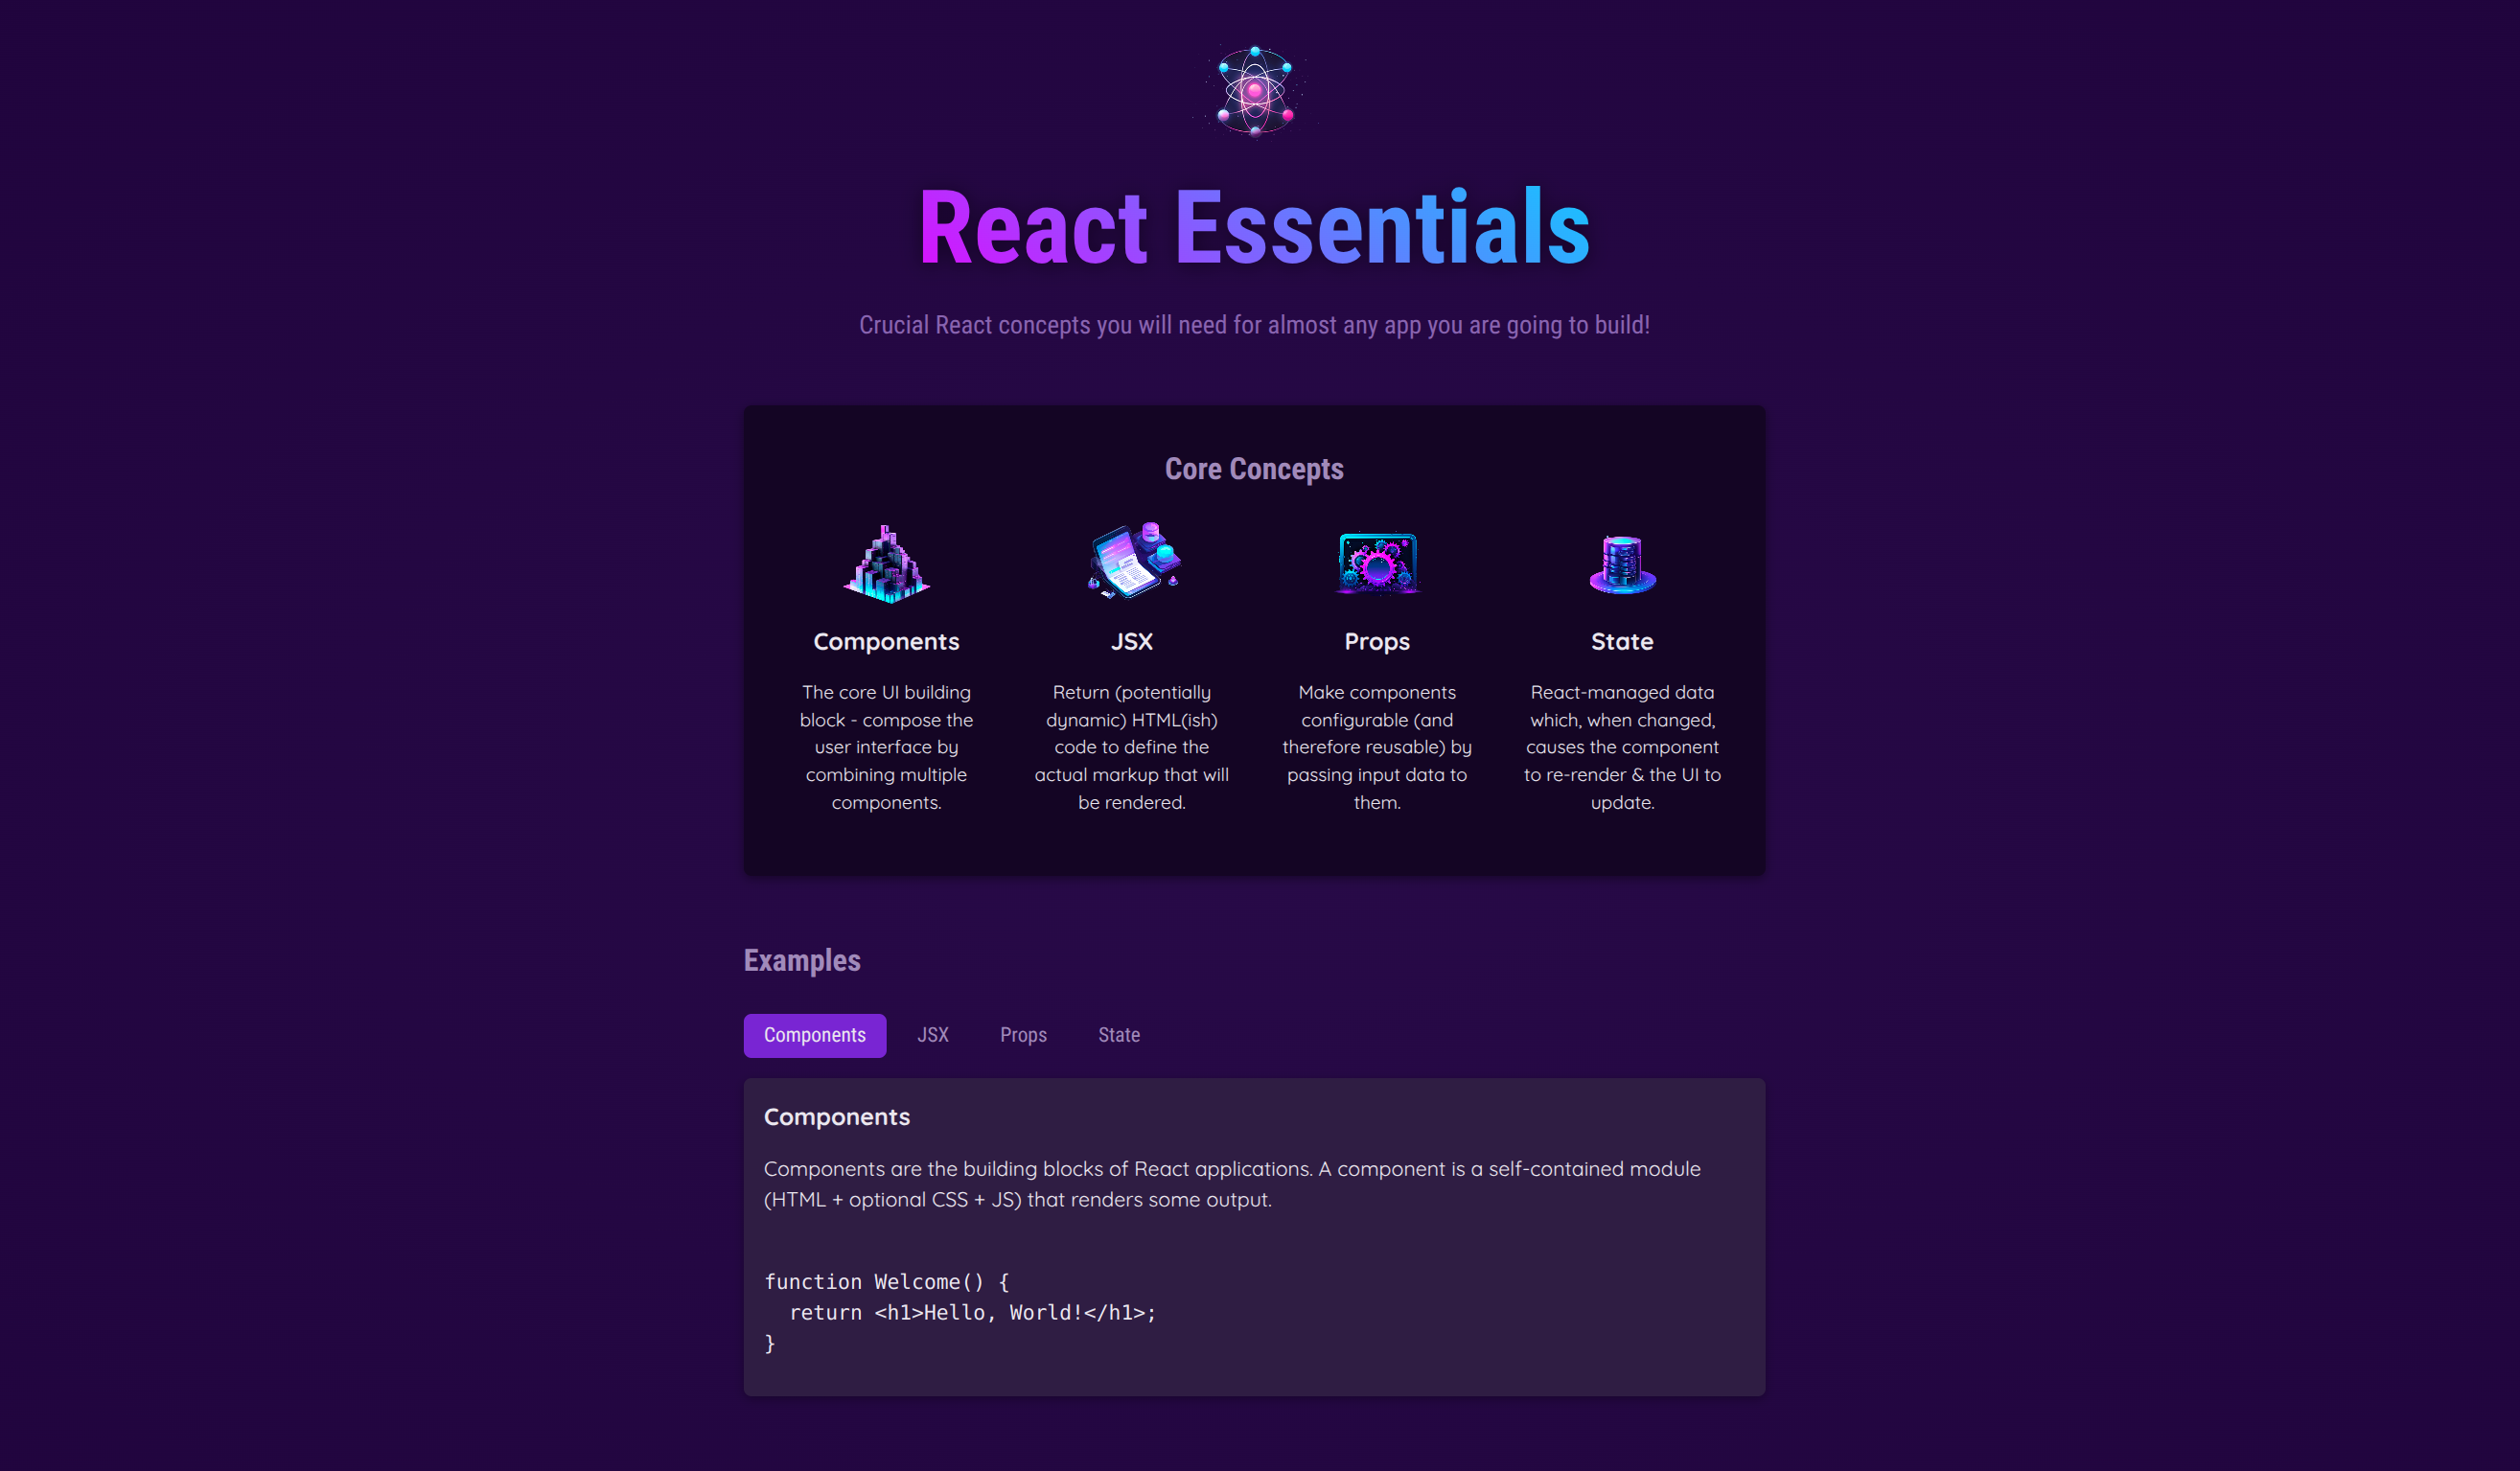 React Essentials
Crucial React concepts you will need for almost any app you are going to build!
Core Concepts
Components
The core UI building
block - compose the
user interface by
combining multiple
components.
JSX
Return (potentially
dynamic) HTML(ish)
code to define the
actual markup that will
be rendered.
Props
Make components
configurable (and
therefore reusable) by
passing input data to
them.
State
React-managed data
which, when changed,
causes the component
to re-render & the UI to
update.
Examples
Components JSX Props State
Components
Components are the building blocks of React applications. A component is a self-contained module
(HTML + optional CSS + JS) that renders some output.
function Welcome() {
  return <h1>Hello, World!</h1>;
}